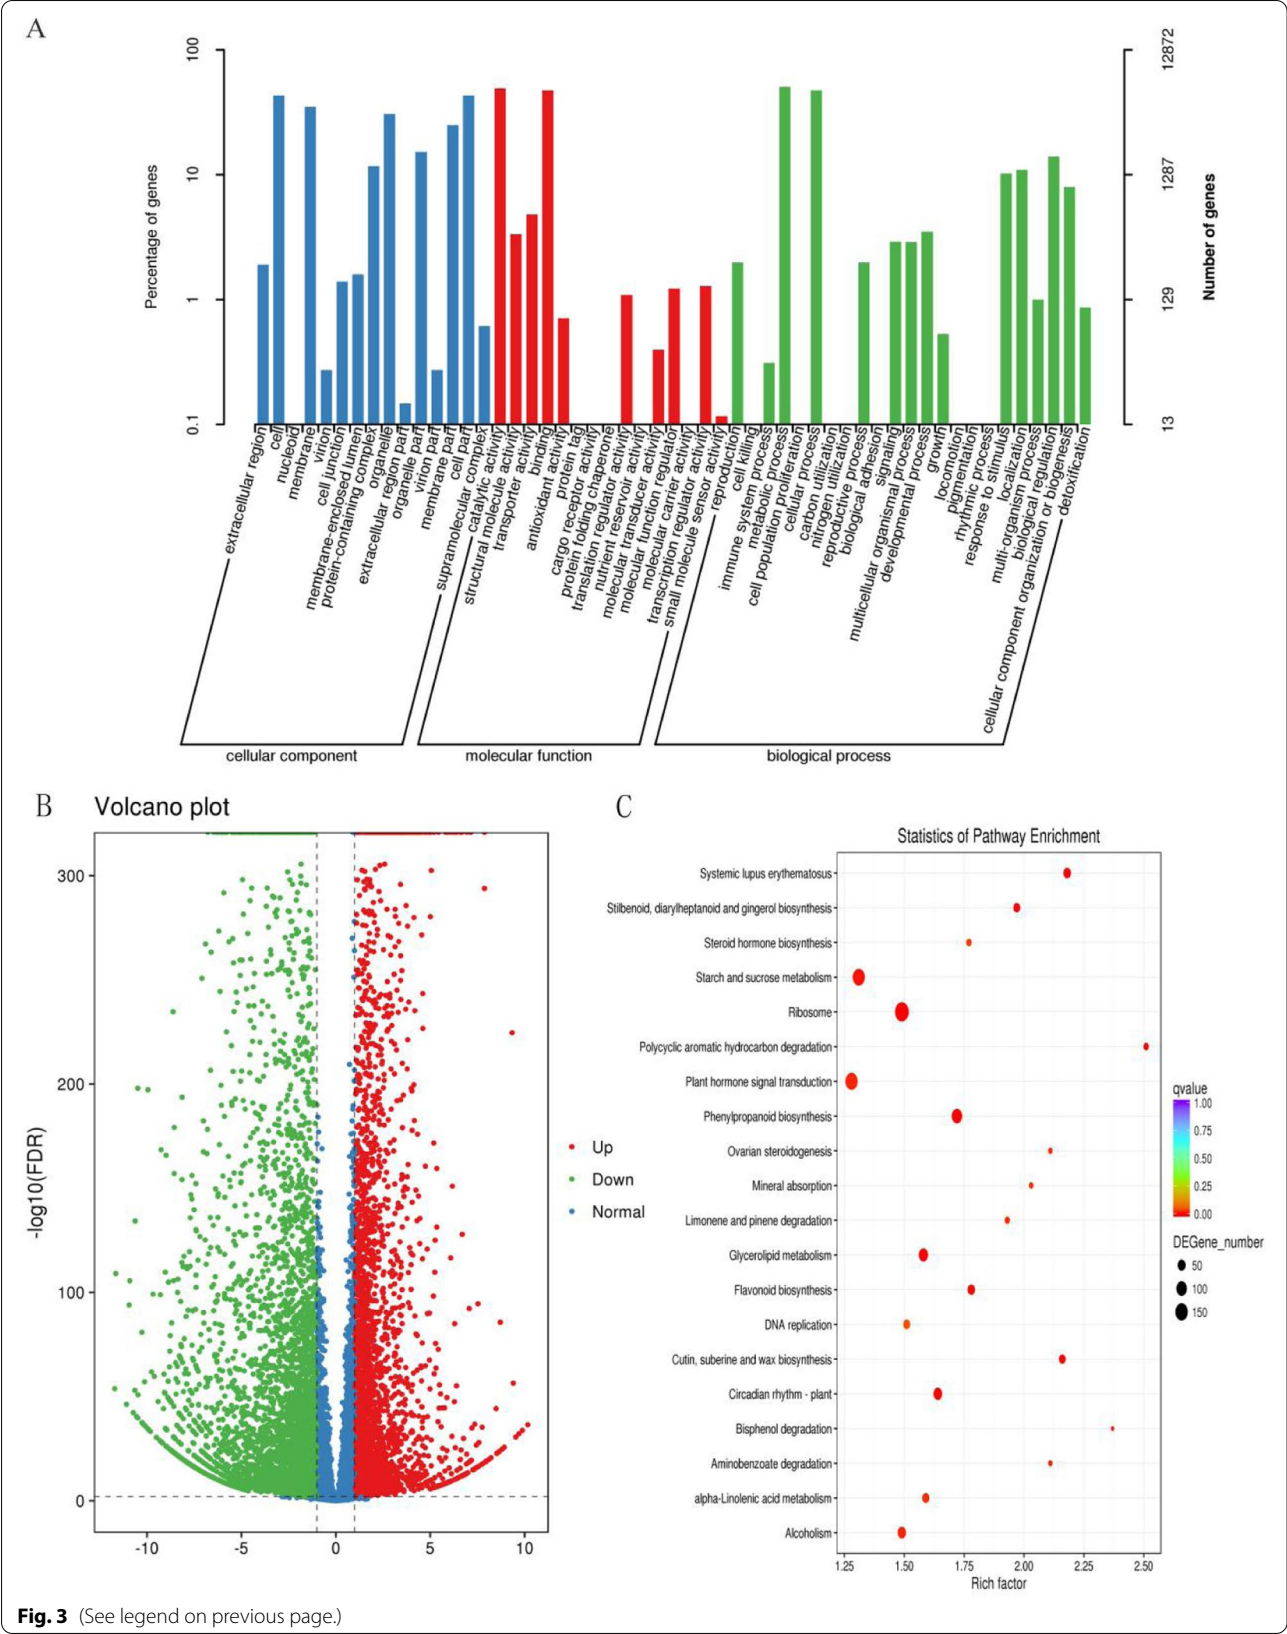 A
100
10
1
0.1
Percentage of genes
12872
1287
129
13
Number of genes
extracellular region
cell
nucleoid
membrane
virion
cell junction
membrane-enclosed lumen
protein-containing complex
organelle
extracellular region part
organelle part
virion part
membrane part
cell part
supramolecular complex
catalytic activity
structural molecule activity
transporter activity
binding
antioxidant activity
protein tag
cargo receptor activity
protein folding chaperone
translation regulator activity
nutrient reservoir activity
molecular transducer activity
molecular function regulator
molecular carrier activity
transcription regulator activity
small molecule sensor activity
reproduction
cell killing
immune system process
metabolic process
cell population proliferation
cellular process
carbon utilization
nitrogen utilization
reproductive process
biological adhesion
signaling
multicellular organismal process
developmental process
growth
locomotion
pigmentation
rhythmic process
response to stimulus
localization
multi-organism process
biological regulation
cellular component organization or biogenesis
detoxification
cellular component
molecular function
biological process
B
Volcano plot
-log10(FDR)
300
200
100
0
-10
-5
0
5
10
Up
Down
Normal
C
Statistics of Pathway Enrichment
Systemic lupus erythematosus
Stilbenoid, diarylheptanoid and gingerol biosynthesis
Steroid hormone biosynthesis
Starch and sucrose metabolism
Ribosome
Polycyclic aromatic hydrocarbon degradation
Plant hormone signal transduction
Phenylpropanoid biosynthesis
Ovarian steroidogenesis
Mineral absorption
Limonene and pinene degradation
Glycerolipid metabolism
Flavonoid biosynthesis
DNA replication
Cutin, suberine and wax biosynthesis
Circadian rhythm - plant
Bisphenol degradation
Aminobenzoate degradation
alpha-Linolenic acid metabolism
Alcoholism
1.25
1.50
1.75
2.00
2.25
2.50
Rich factor
qvalue
1.00
0.75
0.50
0.25
0.00
DEGene_number
50
100
150
Fig. 3 (See legend on previous page.)